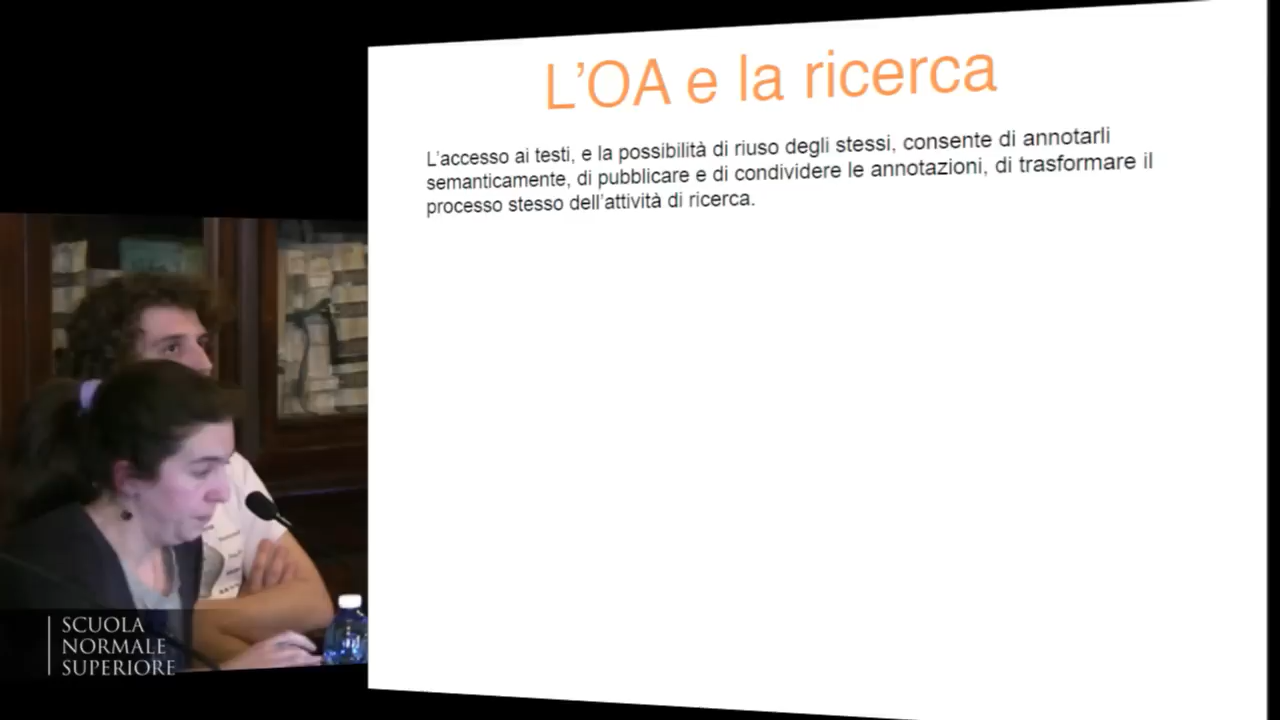 L'OA e la ricerca
L'accesso ai testi, e la possibilità di riuso degli stessi, consente di annotarli
semanticamente, di pubblicare e di condividere le annotazioni, di trasformare il
processo stesso dell'attività di ricerca.
SCUOLA
NORMALE
SUPERIORE